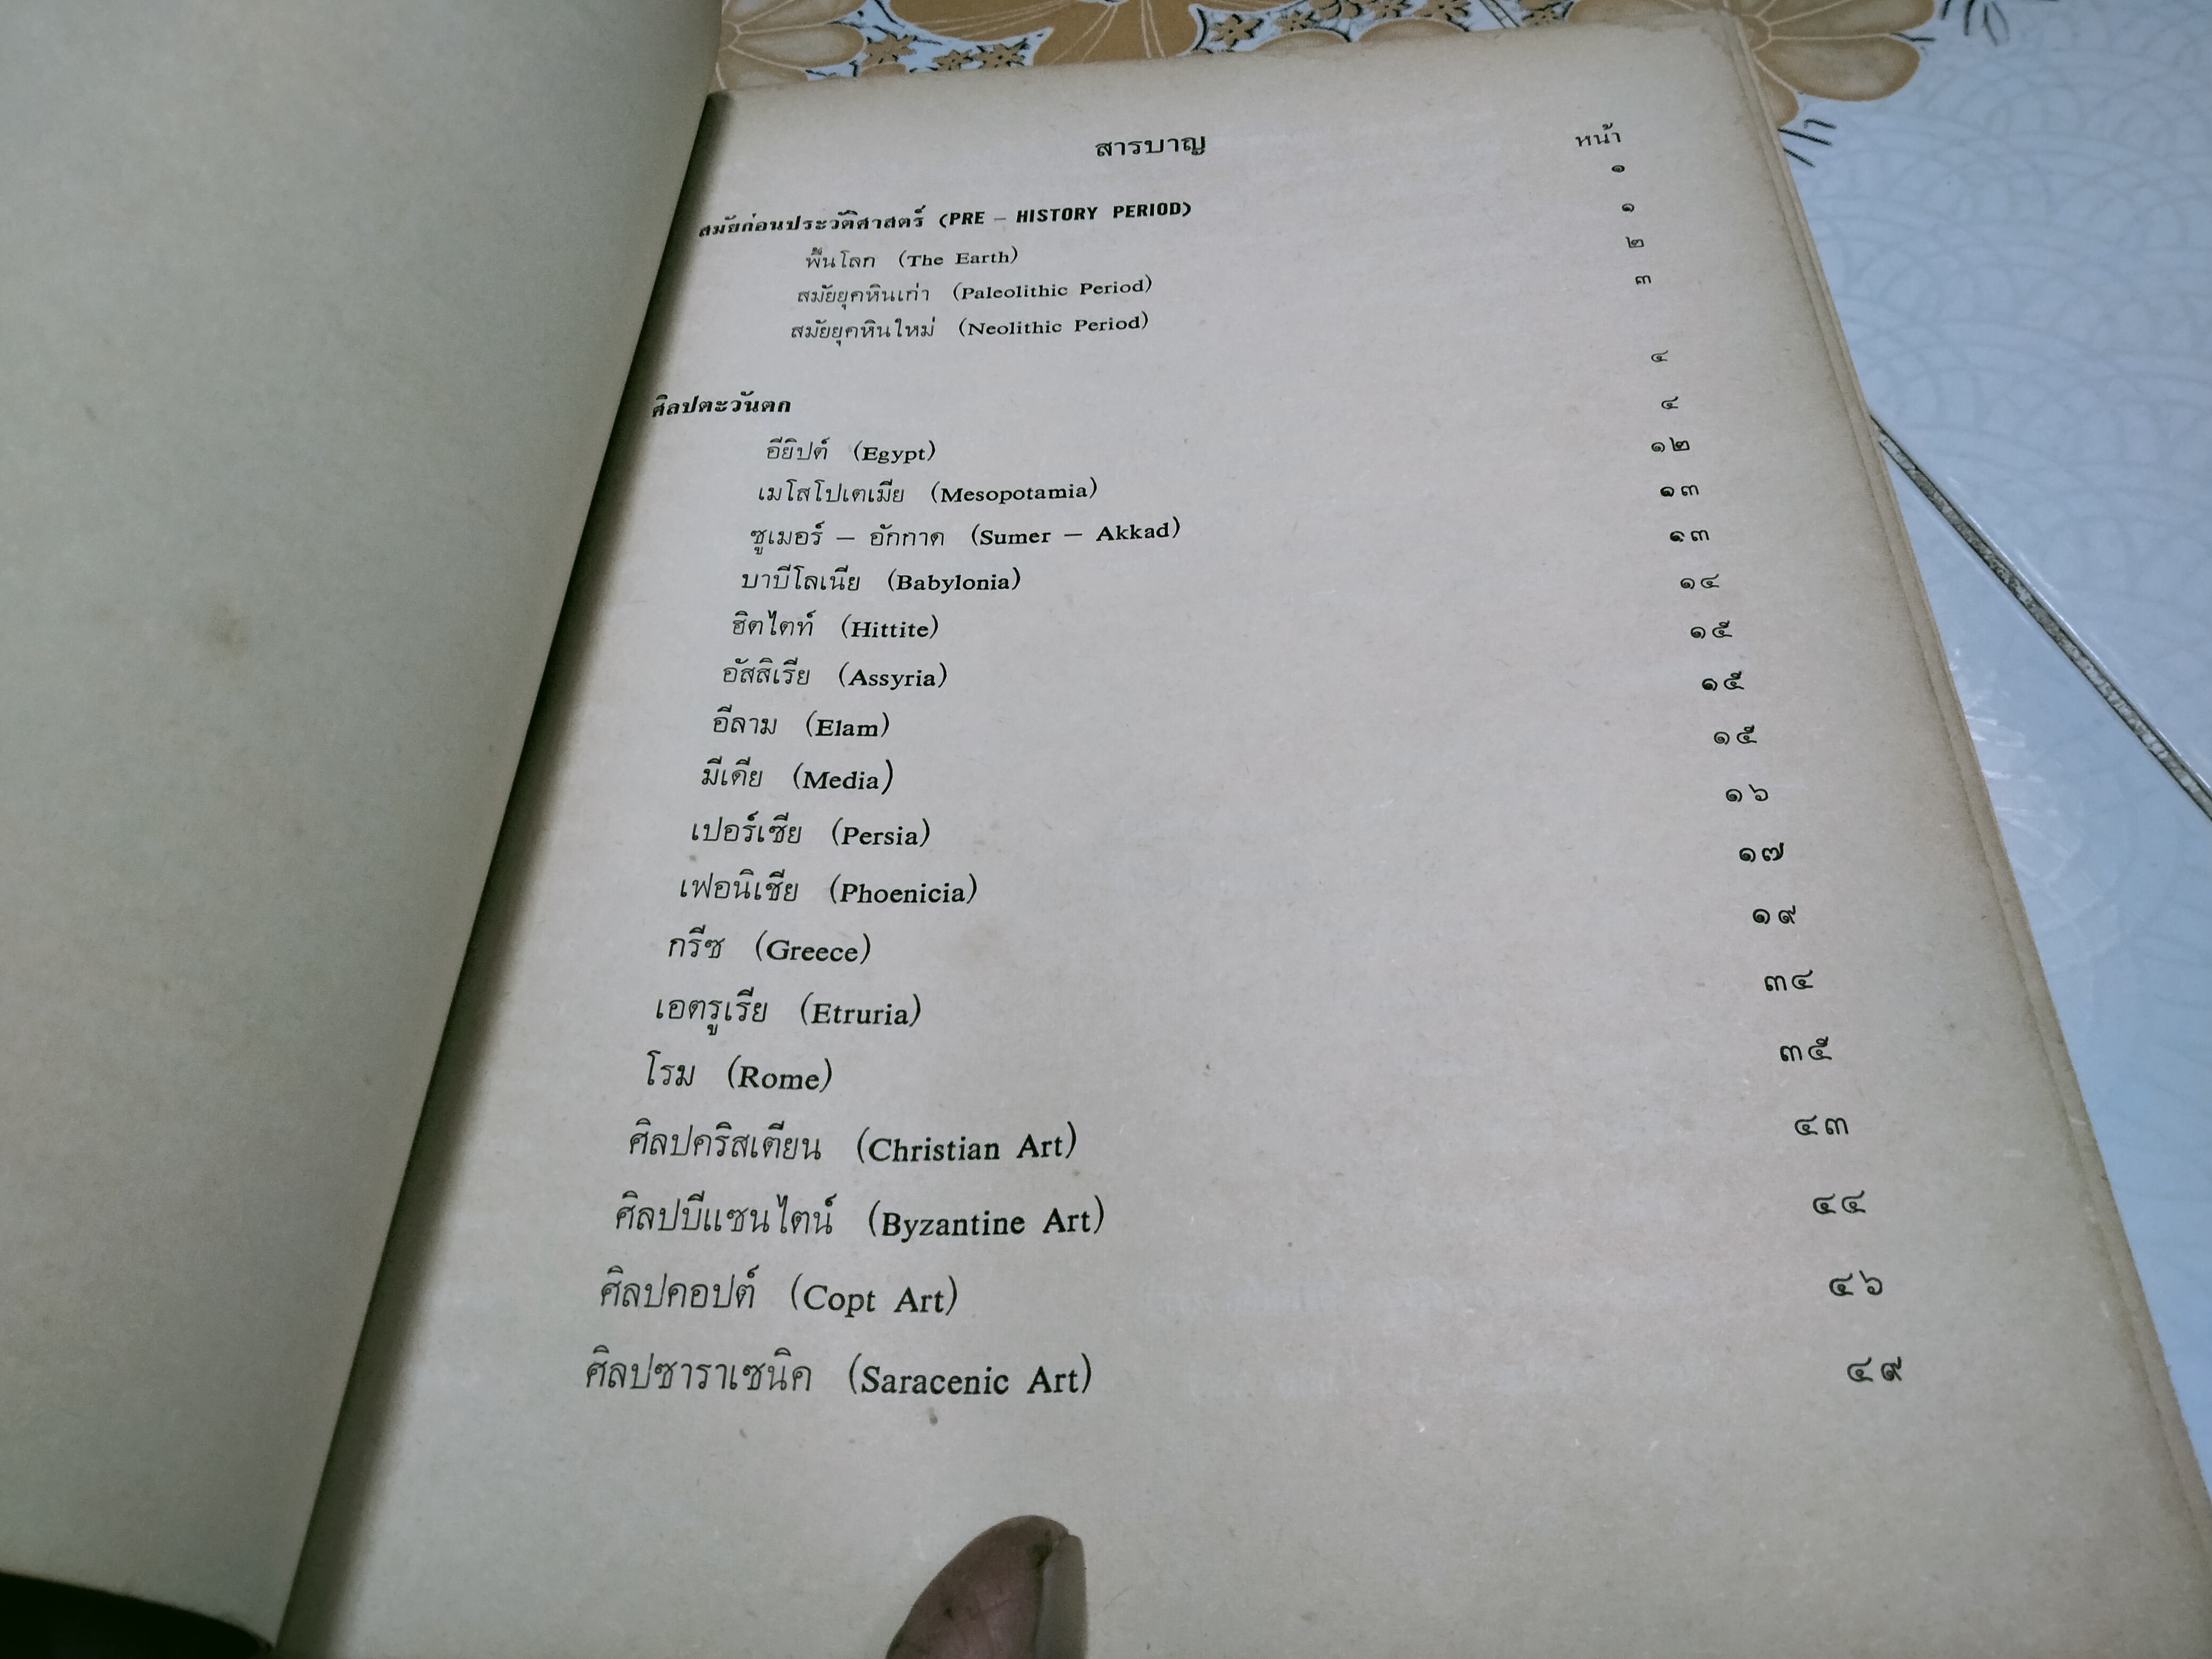 สารบาญ หน้า
สมัยก่อนประวัติศาสตร์ (PRE – HISTORY PERIOD) ๑
พื้นโลก (The Earth) ๑
สมัยยุคหินเก่า (Paleolithic Period) ๒
สมัยยุคหินใหม่ (Neolithic Period) ๓
ศิลปตะวันตก ๔
อียิปต์ (Egypt) ๔
เมโสโปเตเมีย (Mesopotamia) ๑๒
ซูเมอร์ – อักกาด (Sumer – Akkad) ๑๓
บาบีโลเนีย (Babylonia) ๑๓
ฮิตไตท์ (Hittite) ๑๔
อัสสิเรีย (Assyria) ๑๕
อีลาม (Elam) ๑๕
มีเดีย (Media) ๑๕
เปอร์เซีย (Persia) ๑๖
เฟอนิเชีย (Phoenicia) ๑๗
กรีซ (Greece) ๑๙
เอตรูเรีย (Etruria) ๓๔
โรม (Rome) ๓๕
ศิลปคริสเตียน (Christian Art) ๔๓
ศิลปบีแซนไตน์ (Byzantine Art) ๔๔
ศิลปคอปต์ (Copt Art) ๔๖
ศิลปซาราเซนิค (Saracenic Art) ๔๙